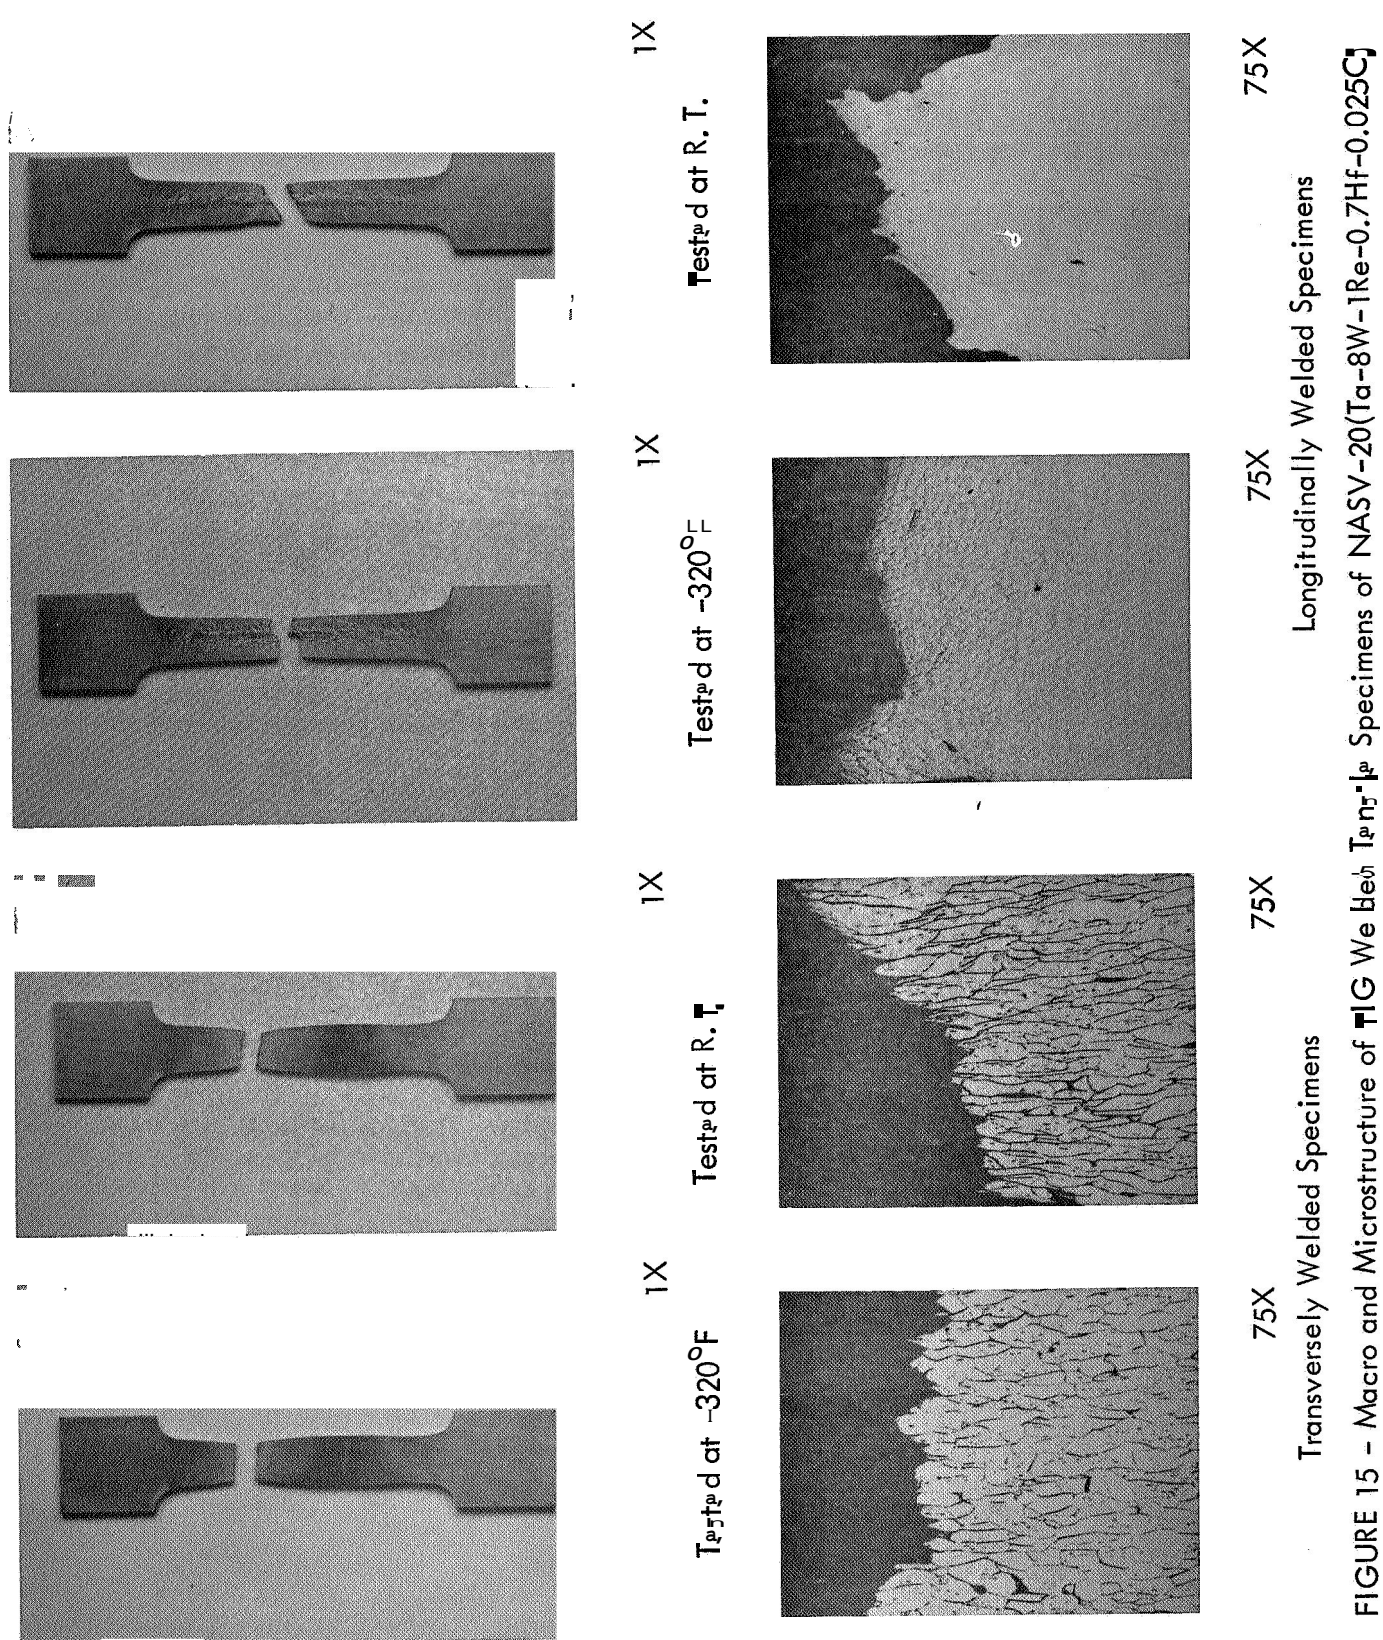 1X 1X 1X 1X
Tested at -320°F Tested at R. T. Tested at -320°F Tested at R. T.
75X 75X 75X 75X
Transversely Welded Specimens Longitudinally Welded Specimens
FIGURE 15 - Macro and Microstructure of TIG Specimens of NASV-20(Ta-8W-1Re-0.7Hf-0.025C)